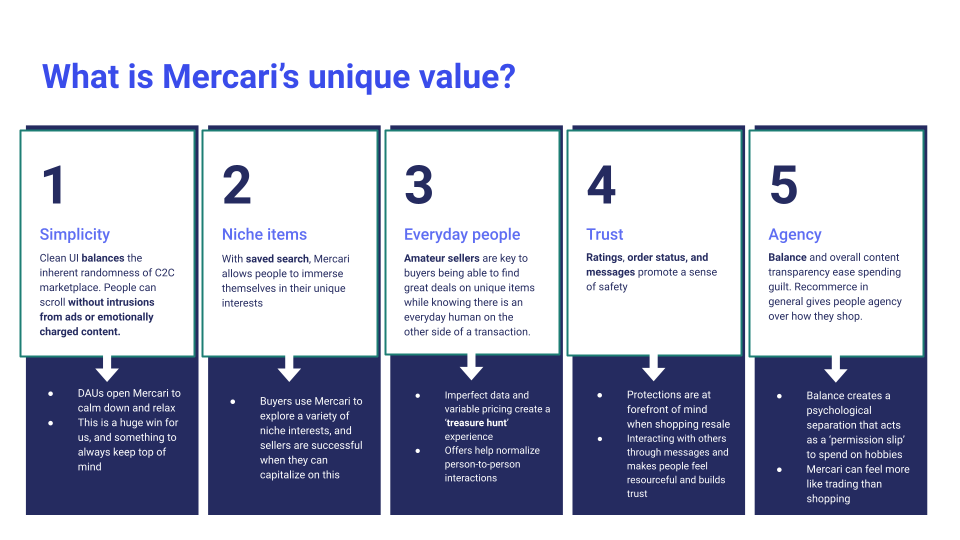 What is Mercari’s unique value?
1
Simplicity
Clean UI balances the
inherent randomness of C2C
marketplace. People can
scroll without intrusions
from ads or emotionally
charged content.
● DAUs open Mercari to
calm down and relax
● This is a huge win for
us, and something to
always keep top of
mind
2
Niche items
With saved search, Mercari
allows people to immerse
themselves in their unique
interests
● Buyers use Mercari to
explore a variety of
niche interests, and
sellers are successful
when they can
capitalize on this
3
Everyday people
Amateur sellers are key to
buyers being able to find
great deals on unique items
while knowing there is an
everyday human on the
other side of a transaction.
● Imperfect data and
variable pricing create a
‘treasure hunt’
experience
● Offers help normalize
person-to-person
interactions
4
Trust
Ratings, order status, and
messages promote a sense
of safety
● Protections are at
forefront of mind
when shopping resale
● Interacting with others
through messages and
makes people feel
resourceful and builds
trust
5
Agency
Balance and overall content
transparency ease spending
guilt. Recommerce in
general gives people agency
over how they shop.
● Balance creates a
psychological
separation that acts
as a ‘permission slip’
to spend on hobbies
● Mercari can feel more
like trading than
shopping